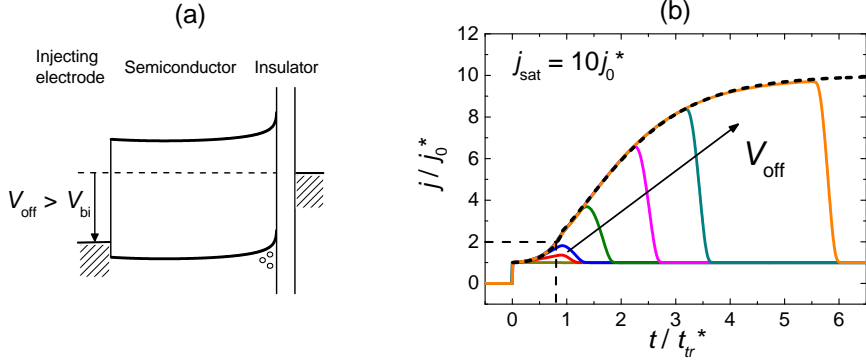 (a)
Injecting
electrode
Semiconductor
Insulator
V_off > V_bi
(b)
j_sat = 10j_0*
V_off
j / j_0*
12
10
8
6
4
2
0
0 1 2 3 4 5 6
t / t_tr*